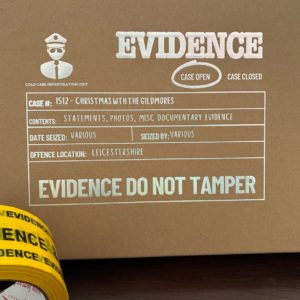 EVIDENCE
COLD CASE INVESTIGATION UNIT
CASE OPEN CASE CLOSED
CASE #: 1512 - CHRISTMAS WITH THE GILDMORES
CONTENTS: STATEMENTS, PHOTOS, MISC DOCUMENTARY EVIDENCE
DATE SEIZED: VARIOUS SEIZED BY: VARIOUS
OFFENCE LOCATION: LEICESTERSHIRE
EVIDENCE DO NOT TAMPER
EVIDENCE
ENCE
EVIDENCE